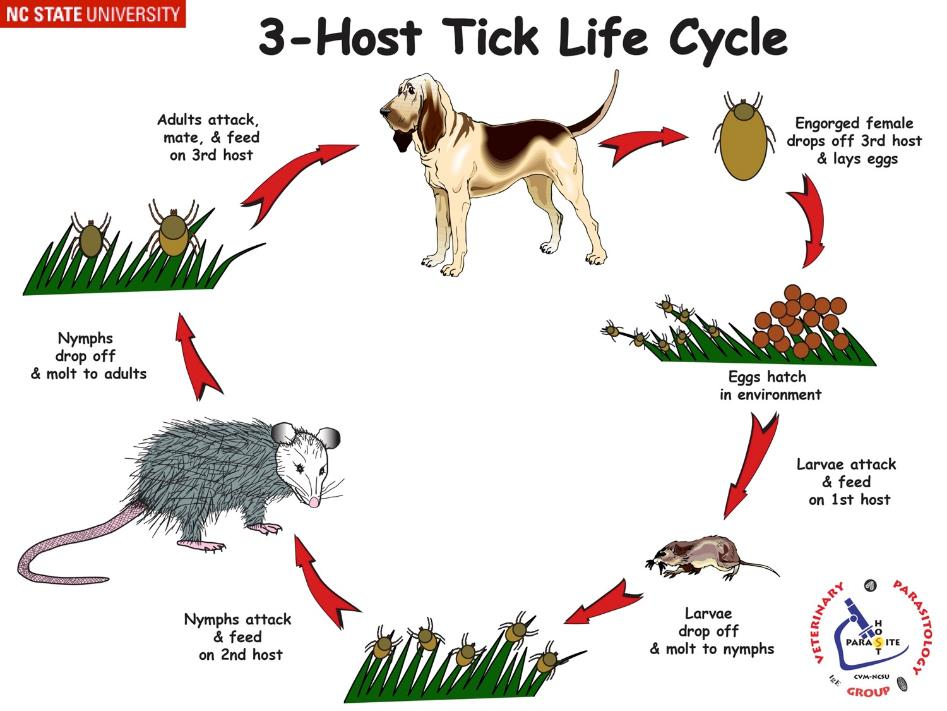 NC STATE UNIVERSITY
3-Host Tick Life Cycle
Adults attack,
mate, & feed
on 3rd host
Engorged female
drops off 3rd host
& lays eggs
Eggs hatch
in environment
Larvae attack
& feed
on 1st host
Larvae
drop off
& molt to nymphs
Nymphs attack
& feed
on 2nd host
Nymphs
drop off
& molt to adults
VETERINARY PARASITOLOGY
HOST
PARASITE
CVM-NCSU
IgE
GROUP